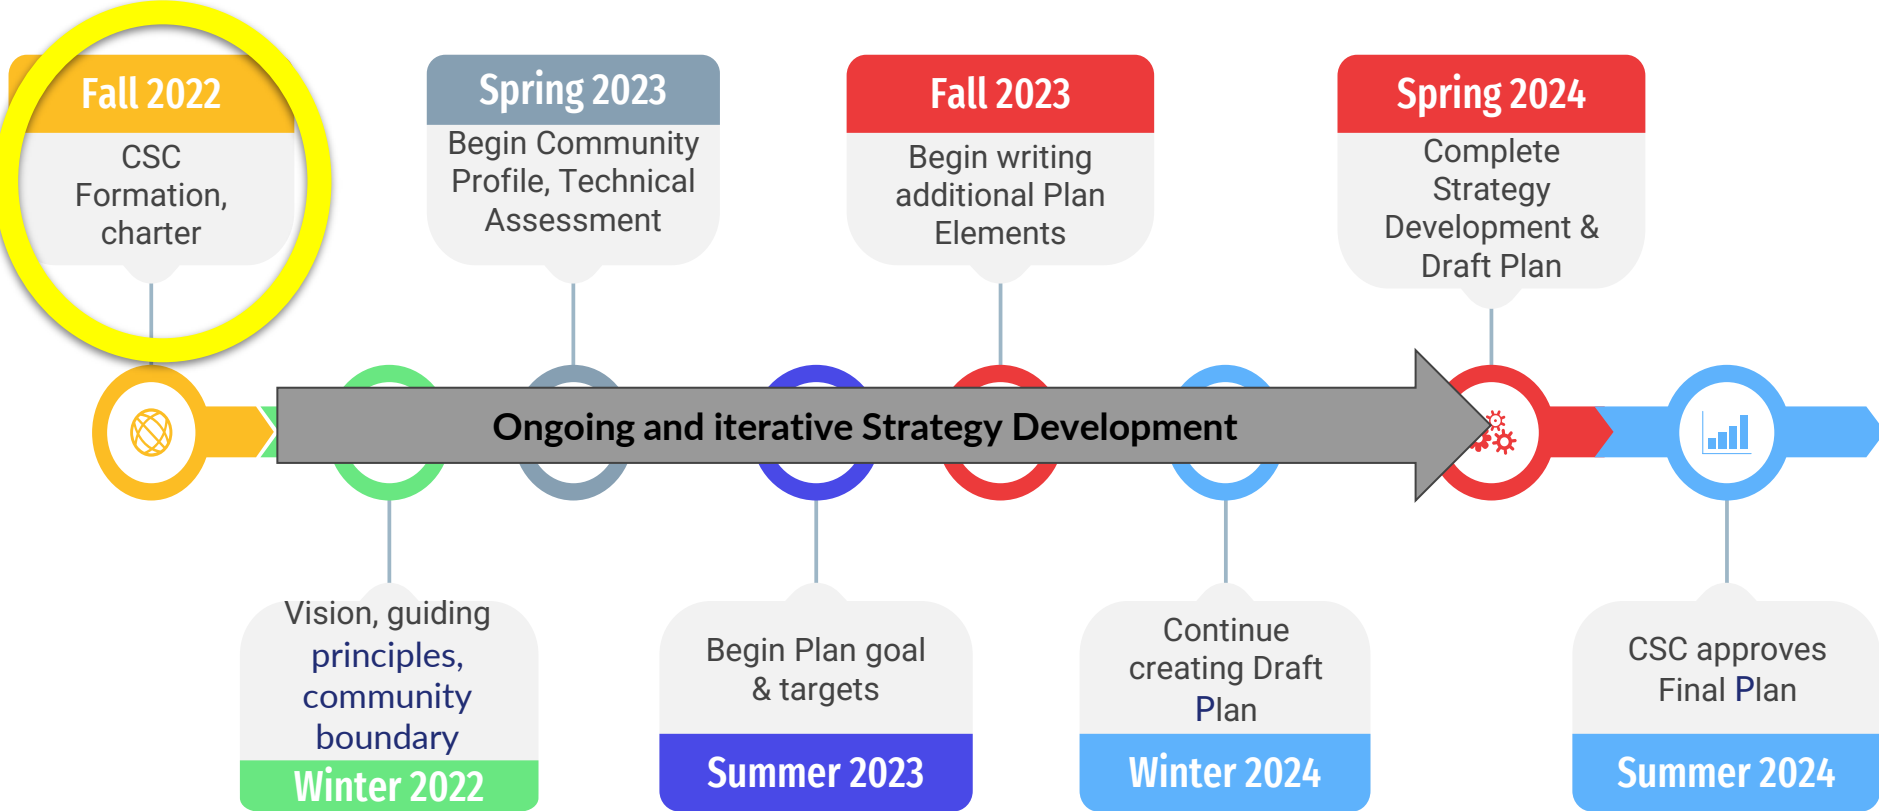 Fall 2022
CSC
Formation,
charter
Spring 2023
Begin Community
Profile, Technical
Assessment
Fall 2023
Begin writing
additional Plan
Elements
Spring 2024
Complete
Strategy
Development &
Draft Plan
Ongoing and iterative Strategy Development
Vision, guiding
principles,
community
boundary
Winter 2022
Begin Plan goal
& targets
Summer 2023
Continue
creating Draft
Plan
Winter 2024
CSC approves
Final Plan
Summer 2024